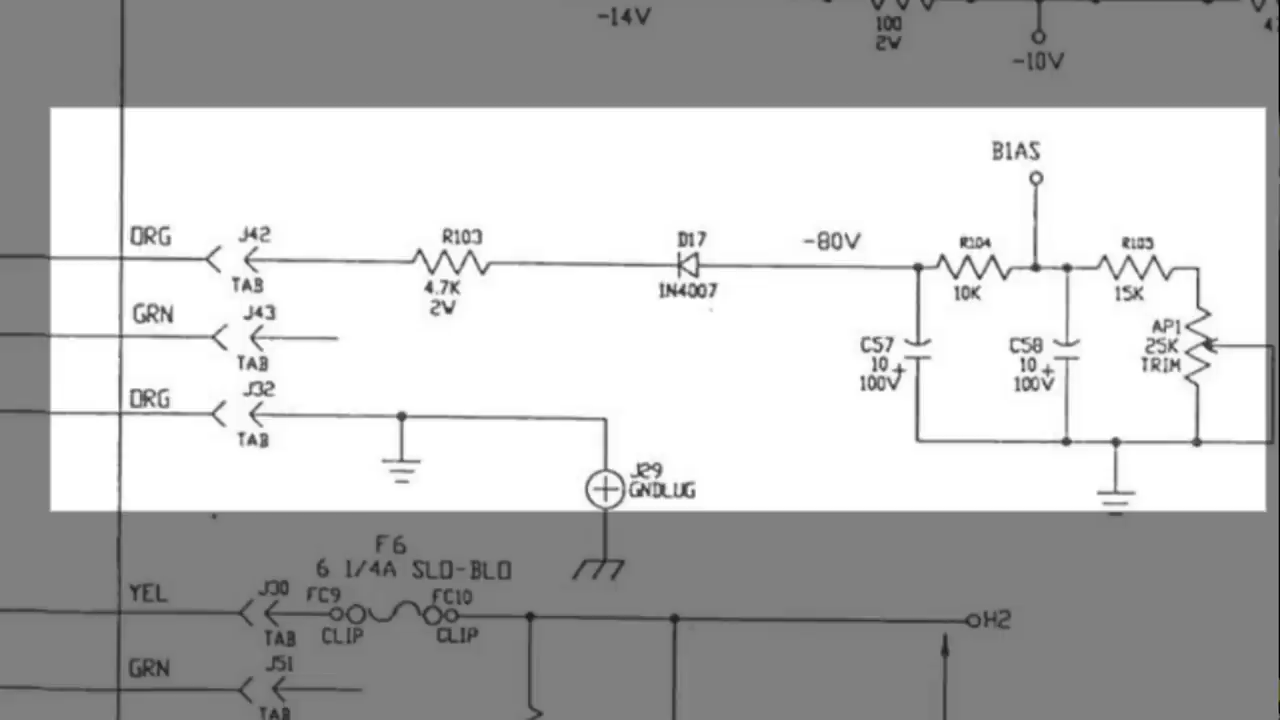 -14V
100
2W
-10V
4
BIAS
ORG
J42
TAB
R103
4.7K
2W
D17
1N4007
-80V
R104
10K
R105
15K
GRN
J43
TAB
C57
10
+
100V
C58
10
+
100V
AP1
25K
TRIM
ORG
J32
TAB
J29
GNDLUG
F6
6 1/4A SLO-BLO
YEL
J30
TAB
FC9
CLIP
FC10
CLIP
H2
GRN
J51
TAB